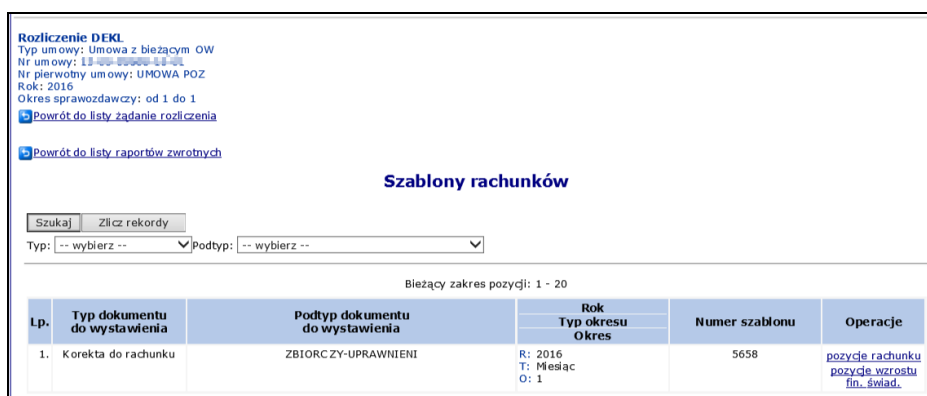 Rozliczenie DEKL
Typ umowy: Umowa z bieżącym OW
Nr umowy:
Nr pierwotny umowy: UMOWA POZ
Rok: 2016
Okres sprawozdawczy: od 1 do 1
Powrót do listy żądanie rozliczenia
Powrót do listy raportów zwrotnych
Szablony rachunków
Szukaj Zlicz rekordy
Typ: -- wybierz -- Podtyp: -- wybierz --
Bieżący zakres pozycji: 1 - 20
Lp. Typ dokumentu do wystawienia Podtyp dokumentu do wystawienia Rok Typ okresu Okres Numer szablonu Operacje
1. Korekta do rachunku ZBIORCZY-UPRAWNIENI R: 2016 5658 pozycje rachunku
T: Miesiąc pozycje wzrostu
O: 1 fin. świad.